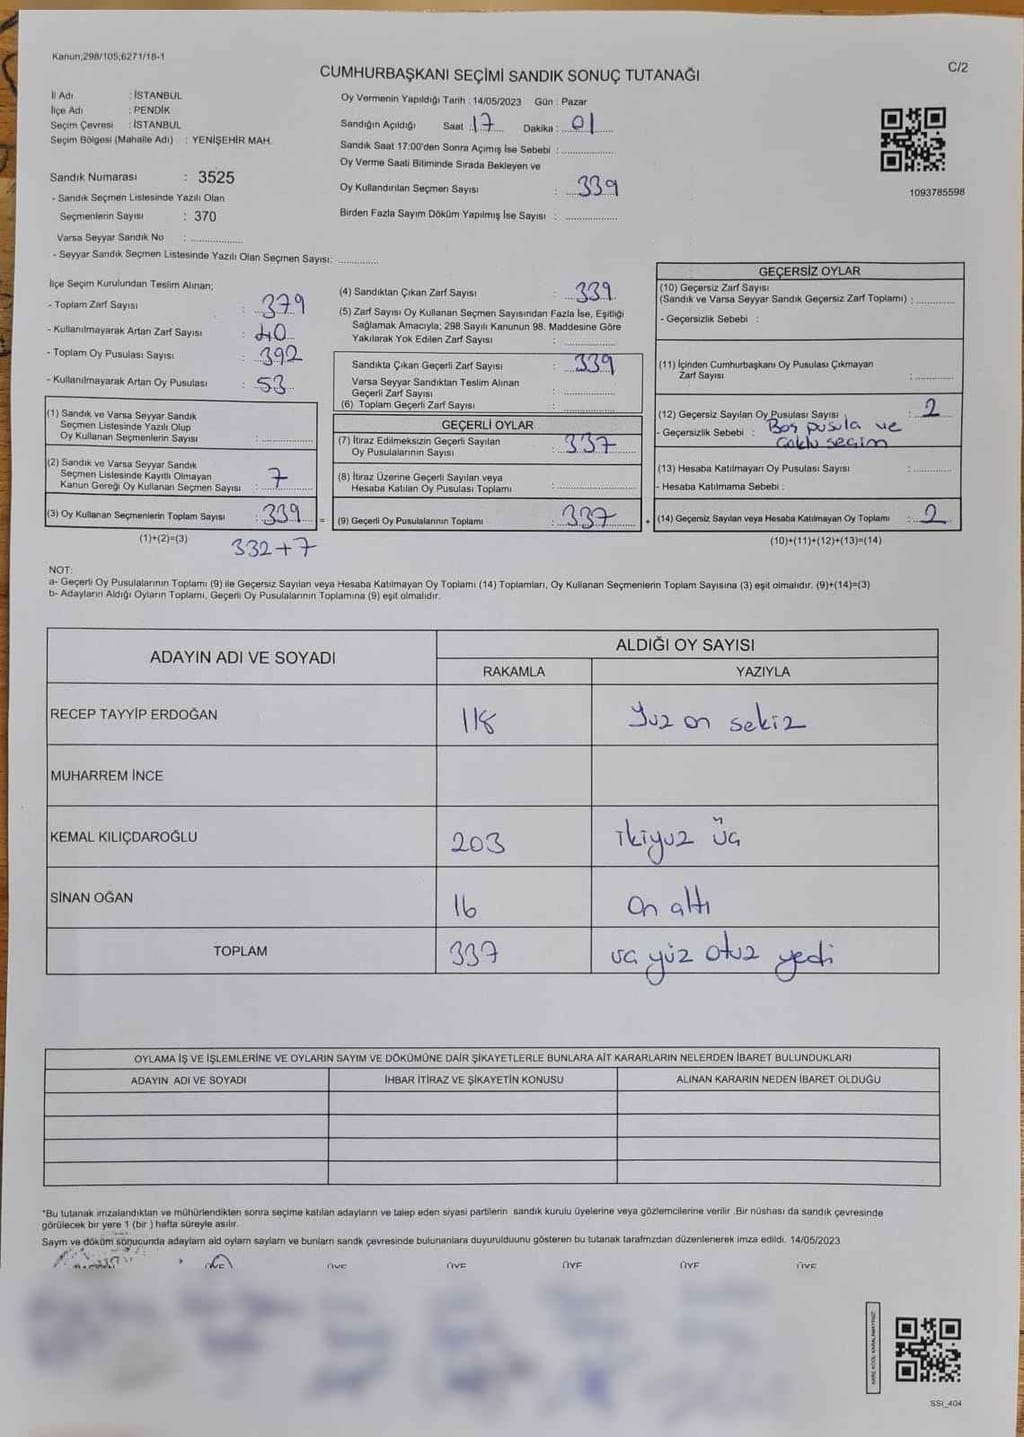 Kanun;298/105;6271/18-1
C/2
CUMHURBAŞKANI SEÇİMİ SANDIK SONUÇ TUTANAĞI
İl Adı : İSTANBUL
İlçe Adı : PENDİK
Seçim Çevresi : İSTANBUL
Seçim Bölgesi (Mahalle Adı) : YENİŞEHİR MAH.
Sandık Numarası : 3525
- Sandık Seçmen Listesinde Yazılı Olan
Seçmenlerin Sayısı : 370
Varsa Seyyar Sandık No : ................
- Seyyar Sandık Seçmen Listesinde Yazılı Olan Seçmen Sayısı: ............
Oy Vermenin Yapıldığı Tarih : 14/05/2023 Gün : Pazar
Sandığın Açıldığı Saat : 17 Dakika : 01
Sandık Saat 17:00'den Sonra Açımış İse Sebebi : ................
Oy Verme Saati Bitiminde Sırada Bekleyen ve
Oy Kullandırılan Seçmen Sayısı : 339
Birden Fazla Sayım Döküm Yapılmış İse Sayısı : ................
1093785598
İlçe Seçim Kurulundan Teslim Alınan;
- Toplam Zarf Sayısı : 379
- Kullanılmayarak Artan Zarf Sayısı : 40
- Toplam Oy Pusulası Sayısı : 392
- Kullanılmayarak Artan Oy Pusulası : 53
(1) Sandık ve Varsa Seyyar Sandık
Seçmen Listesinde Yazılı Olup
Oy Kullanan Seçmenlerin Sayısı : ................
(2) Sandık ve Varsa Seyyar Sandık
Seçmen Listesinde Kayıtlı Olmayan
Kanun Gereği Oy Kullanan Seçmen Sayısı : 7
(3) Oy Kullanan Seçmenlerin Toplam Sayısı : 339 =
(1)+(2)=(3)
332+7
(4) Sandıktan Çıkan Zarf Sayısı : 339
(5) Zarf Sayısı Oy Kullanan Seçmen Sayısından Fazla İse, Eşitliği
Sağlamak Amacıyla; 298 Sayılı Kanunun 98. Maddesine Göre
Yakılarak Yok Edilen Zarf Sayısı : ................
Sandıkta Çıkan Geçerli Zarf Sayısı : 339
Varsa Seyyar Sandıktan Teslim Alınan
Geçerli Zarf Sayısı : ................
(6) Toplam Geçerli Zarf Sayısı : ................
GEÇERLİ OYLAR
(7) İtiraz Edilmeksizin Geçerli Sayılan
Oy Pusulalarının Sayısı : 337
(8) İtiraz Üzerine Geçerli Sayılan veya
Hesaba Katılan Oy Pusulası Toplamı : ................
(9) Geçerli Oy Pusulalarının Toplamı : 337 +
GEÇERSİZ OYLAR
(10) Geçersiz Zarf Sayısı
(Sandık ve Varsa Seyyar Sandık Geçersiz Zarf Toplamı) : ............
- Geçersizlik Sebebi :
(11) İçinden Cumhurbaşkanı Oy Pusulası Çıkmayan
Zarf Sayısı : ............
(12) Geçersiz Sayılan Oy Pusulası Sayısı : 2
- Geçersizlik Sebebi : Boş pusula ve
Çoklu seçim
(13) Hesaba Katılmayan Oy Pusulası Sayısı : ............
- Hesaba Katılmama Sebebi :
(14) Geçersiz Sayılan veya Hesaba Katılmayan Oy Toplamı : 2
(10)+(11)+(12)+(13)=(14)
NOT:
a- Geçerli Oy Pusulalarının Toplamı (9) ile Geçersiz Sayılan veya Hesaba Katılmayan Oy Toplamı (14) Toplamları, Oy Kullanan Seçmenlerin Toplam Sayısına (3) eşit olmalıdır. (9)+(14)=(3)
b- Adayların Aldığı Oyların Toplamı, Geçerli Oy Pusulalarının Toplamına (9) eşit olmalıdır.
ADAYIN ADI VE SOYADI ALDIĞI OY SAYISI
RAKAMLA YAZIYLA
RECEP TAYYİP ERDOĞAN 118 Yuz on sekiz
MUHARREM İNCE
KEMAL KILIÇDAROĞLU 203 ikiyuz üç
SİNAN OĞAN 16 on altı
TOPLAM 337 üç yüz otuz yedi
OYLAMA İŞ VE İŞLEMLERİNE VE OYLARIN SAYIM VE DÖKÜMÜNE DAİR ŞİKAYETLERLE BUNLARA AİT KARARLARIN NELERDEN İBARET BULUNDUKLARI
ADAYIN ADI VE SOYADI İHBAR İTİRAZ VE ŞİKAYETİN KONUSU ALINAN KARARIN NEDEN İBARET OLDUĞU
*Bu tutanak imzalandıktan ve mühürlendikten sonra seçime katılan adayların ve talep eden siyasi partilerin sandık kurulu üyelerine veya gözlemcilerine verilir .Bir nüshası da sandık çevresinde
görülecek bir yere 1 (bir ) hafta süreyle asılır.
Sayım ve döküm sonucunda adayların ald oyların sayların ve bunların sandk çevresinde bulunanlara duyurulduunu gösteren bu tutanak tarafmzdan düzenlenerek imza edildi. 14/05/2023
ÜYE ÜYE ÜYE ÜYE ÜYE ÜYE
SSI_404